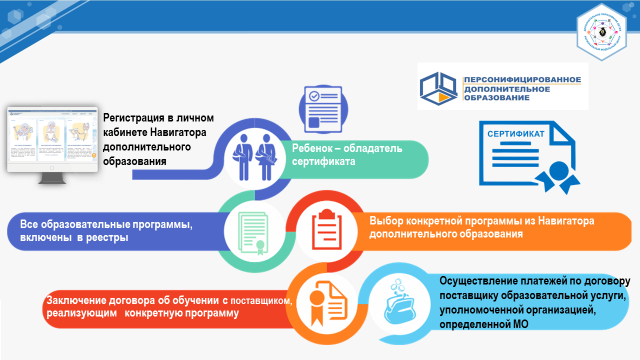 ПЕРСОНИФИЦИРОВАННОЕ
ДОПОЛНИТЕЛЬНОЕ
ОБРАЗОВАНИЕ
Регистрация в личном
кабинете Навигатора
дополнительного
образования
Ребенок – обладатель
сертификата
СЕРТИФИКАТ
Все образовательные программы,
включены в реестры
Выбор конкретной программы из Навигатора
дополнительного образования
Заключение договора об обучении с поставщиком,
реализующим конкретную программу
Осуществление платежей по договору
поставщику образовательной услуги,
уполномоченной организацией,
определенной МО